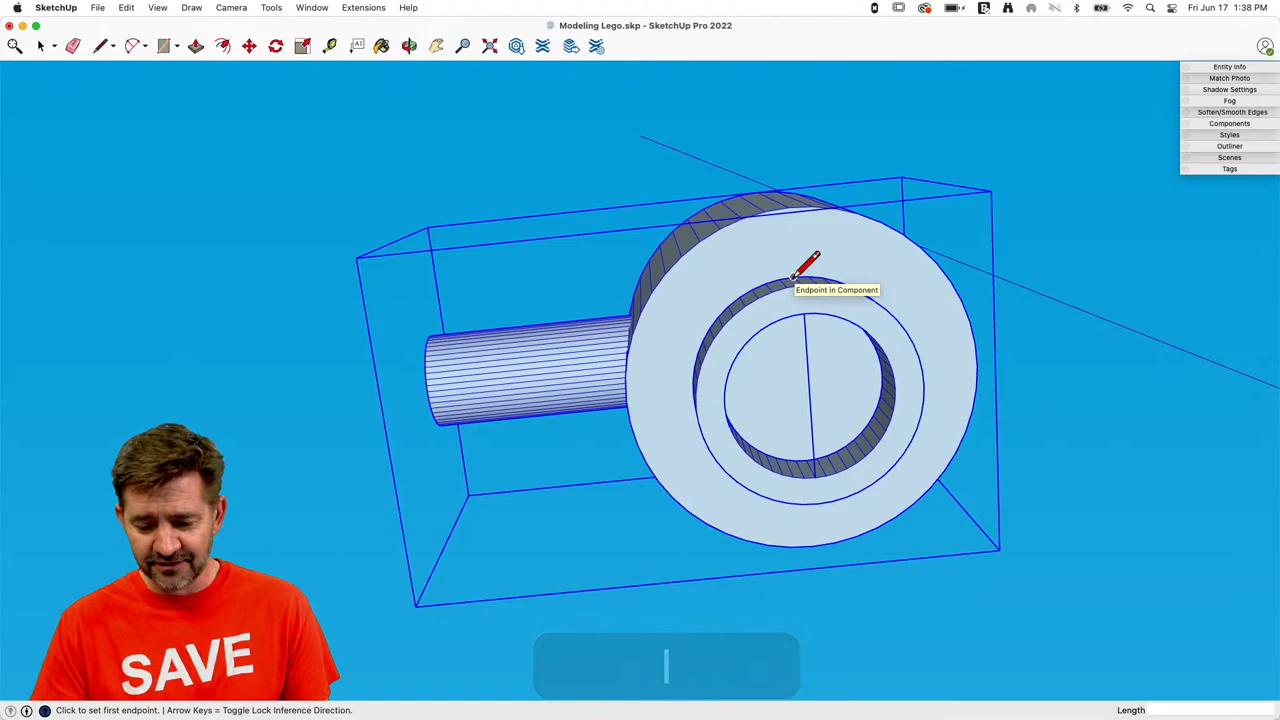 SketchUp File Edit View Draw Camera Tools Window Extensions Help
Fri Jun 17 1:38 PM
Modeling Lego.skp - SketchUp Pro 2022
Entity Info
Match Photo
Shadow Settings
Fog
Soften/Smooth Edges
Components
Styles
Outliner
Scenes
Tags
Endpoint in Component
SAVE
l
Click to set first endpoint. | Arrow Keys = Toggle Lock Inference Direction.
Length